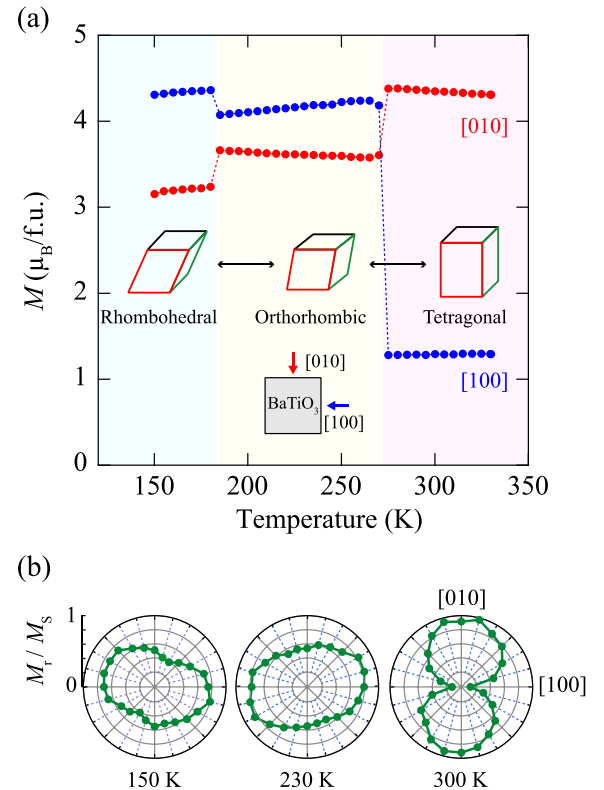 (a)
5
4
3
2
1
0
M (μB/f.u.)
[010]
Rhombohedral
Orthorhombic
Tetragonal
[010]
BaTiO3
[100]
[100]
150
200
250
300
350
Temperature (K)
(b)
[010]
1
0
Mr / MS
[100]
150 K
230 K
300 K